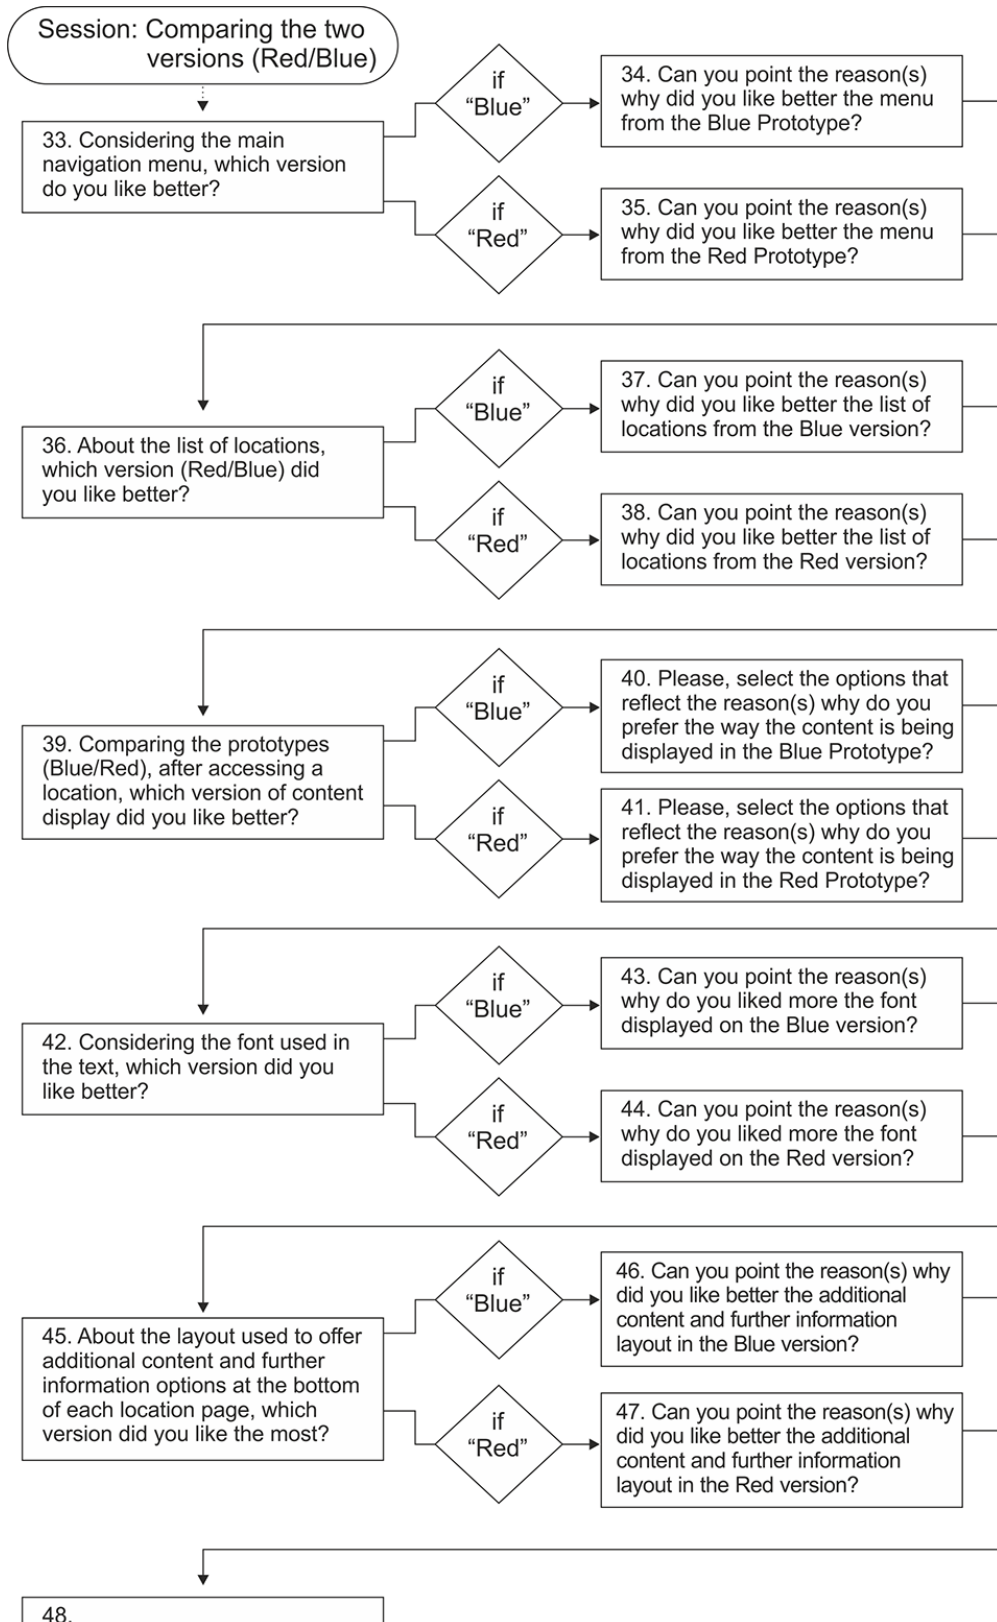 Session: Comparing the two
versions (Red/Blue)
33. Considering the main
navigation menu, which version
do you like better?
if
“Blue”
34. Can you point the reason(s)
why did you like better the menu
from the Blue Prototype?
if
“Red”
35. Can you point the reason(s)
why did you like better the menu
from the Red Prototype?
36. About the list of locations,
which version (Red/Blue) did
you like better?
if
“Blue”
37. Can you point the reason(s)
why did you like better the list of
locations from the Blue version?
if
“Red”
38. Can you point the reason(s)
why did you like better the list of
locations from the Red version?
39. Comparing the prototypes
(Blue/Red), after accessing a
location, which version of content
display did you like better?
if
“Blue”
40. Please, select the options that
reflect the reason(s) why do you
prefer the way the content is being
displayed in the Blue Prototype?
if
“Red”
41. Please, select the options that
reflect the reason(s) why do you
prefer the way the content is being
displayed in the Red Prototype?
42. Considering the font used in
the text, which version did you
like better?
if
“Blue”
43. Can you point the reason(s)
why do you liked more the font
displayed on the Blue version?
if
“Red”
44. Can you point the reason(s)
why do you liked more the font
displayed on the Red version?
45. About the layout used to offer
additional content and further
information options at the bottom
of each location page, which
version did you like the most?
if
“Blue”
46. Can you point the reason(s) why
did you like better the additional
content and further information
layout in the Blue version?
if
“Red”
47. Can you point the reason(s) why
did you like better the additional
content and further information
layout in the Red version?
48.